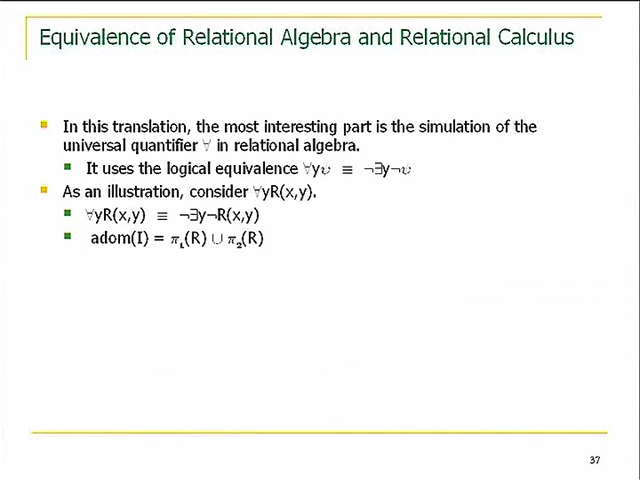 Equivalence of Relational Algebra and Relational Calculus
In this translation, the most interesting part is the simulation of the
universal quantifier ∀ in relational algebra.
It uses the logical equivalence ∀yψ ≡ ¬∃y¬ψ
As an illustration, consider ∀yR(x,y).
∀yR(x,y) ≡ ¬∃y¬R(x,y)
adom(I) = π₁(R) ∪ π₂(R)
37